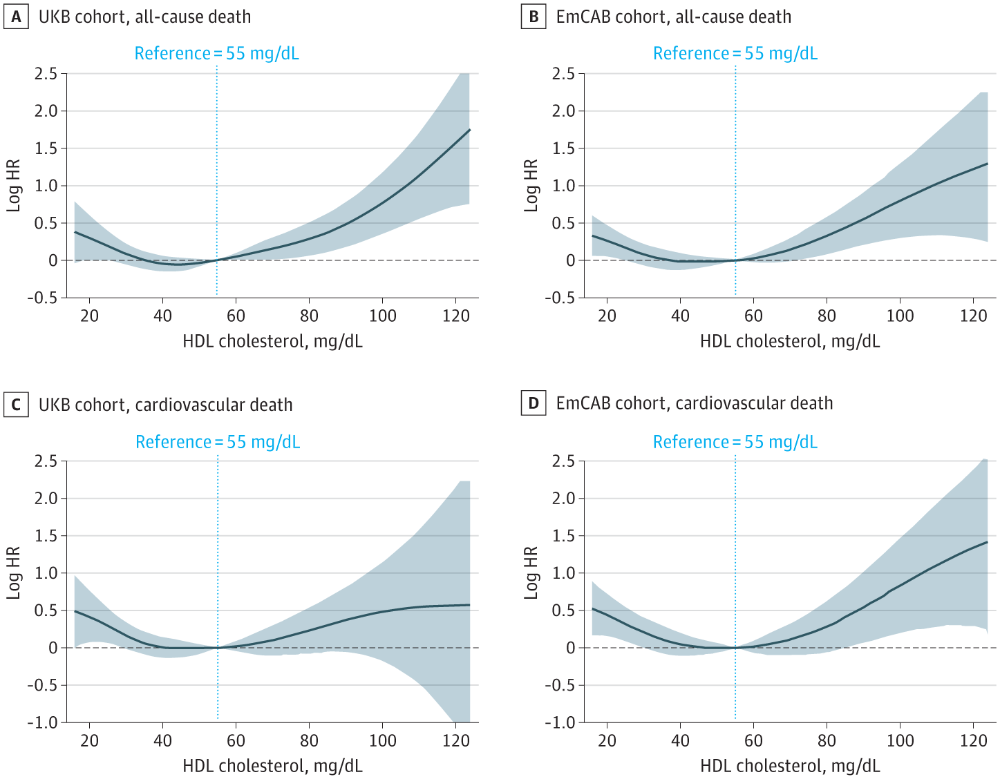 A UKB cohort, all-cause death
Reference = 55 mg/dL
2.5
2.0
1.5
1.0
0.5
0
-0.5
Log HR
20 40 60 80 100 120
HDL cholesterol, mg/dL
B EmCAB cohort, all-cause death
Reference = 55 mg/dL
2.5
2.0
1.5
1.0
0.5
0
-0.5
Log HR
20 40 60 80 100 120
HDL cholesterol, mg/dL
C UKB cohort, cardiovascular death
Reference = 55 mg/dL
2.5
2.0
1.5
1.0
0.5
0
-0.5
-1.0
Log HR
20 40 60 80 100 120
HDL cholesterol, mg/dL
D EmCAB cohort, cardiovascular death
Reference = 55 mg/dL
2.5
2.0
1.5
1.0
0.5
0
-0.5
-1.0
Log HR
20 40 60 80 100 120
HDL cholesterol, mg/dL